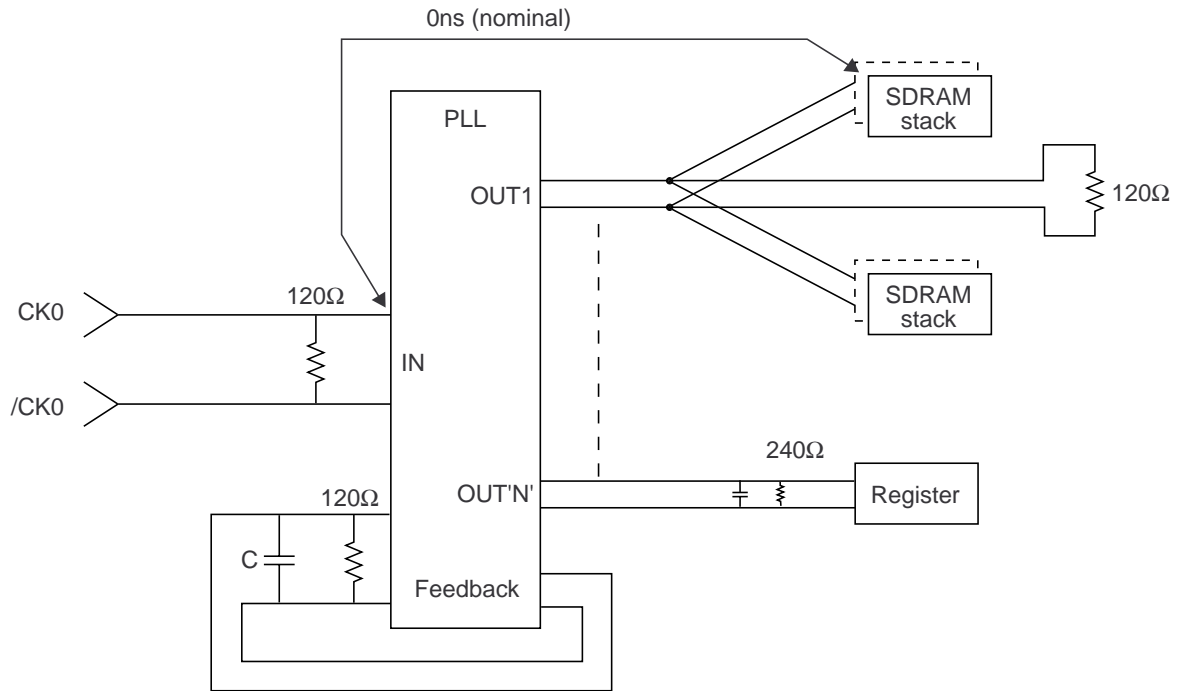 0ns (nominal)
PLL
SDRAM
stack
OUT1
120Ω
SDRAM
stack
120Ω
CK0
IN
/CK0
240Ω
OUT'N'
Register
120Ω
C
Feedback